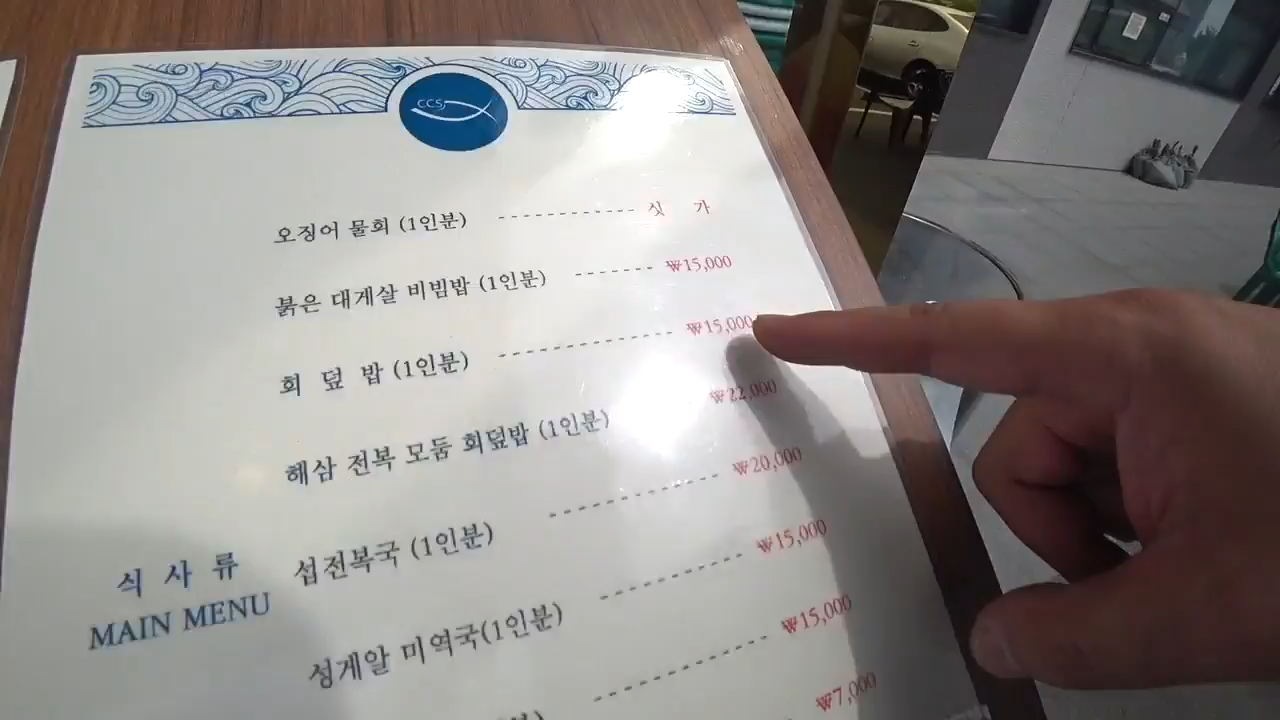 CCS
오징어 물회 (1인분) ----------- 싯 가
붉은 대게살 비빔밥 (1인분) ------- ₩15,000
회 덮 밥 (1인분) --------------- ₩15,000
해삼 전복 모둠 회덮밥 (1인분) ₩22,000
섭전복국 (1인분) --------------- ₩20,000
성게알 미역국(1인분) ------------- ₩15,000
--------------- ₩15,000
₩7,000
식 사 류
MAIN MENU